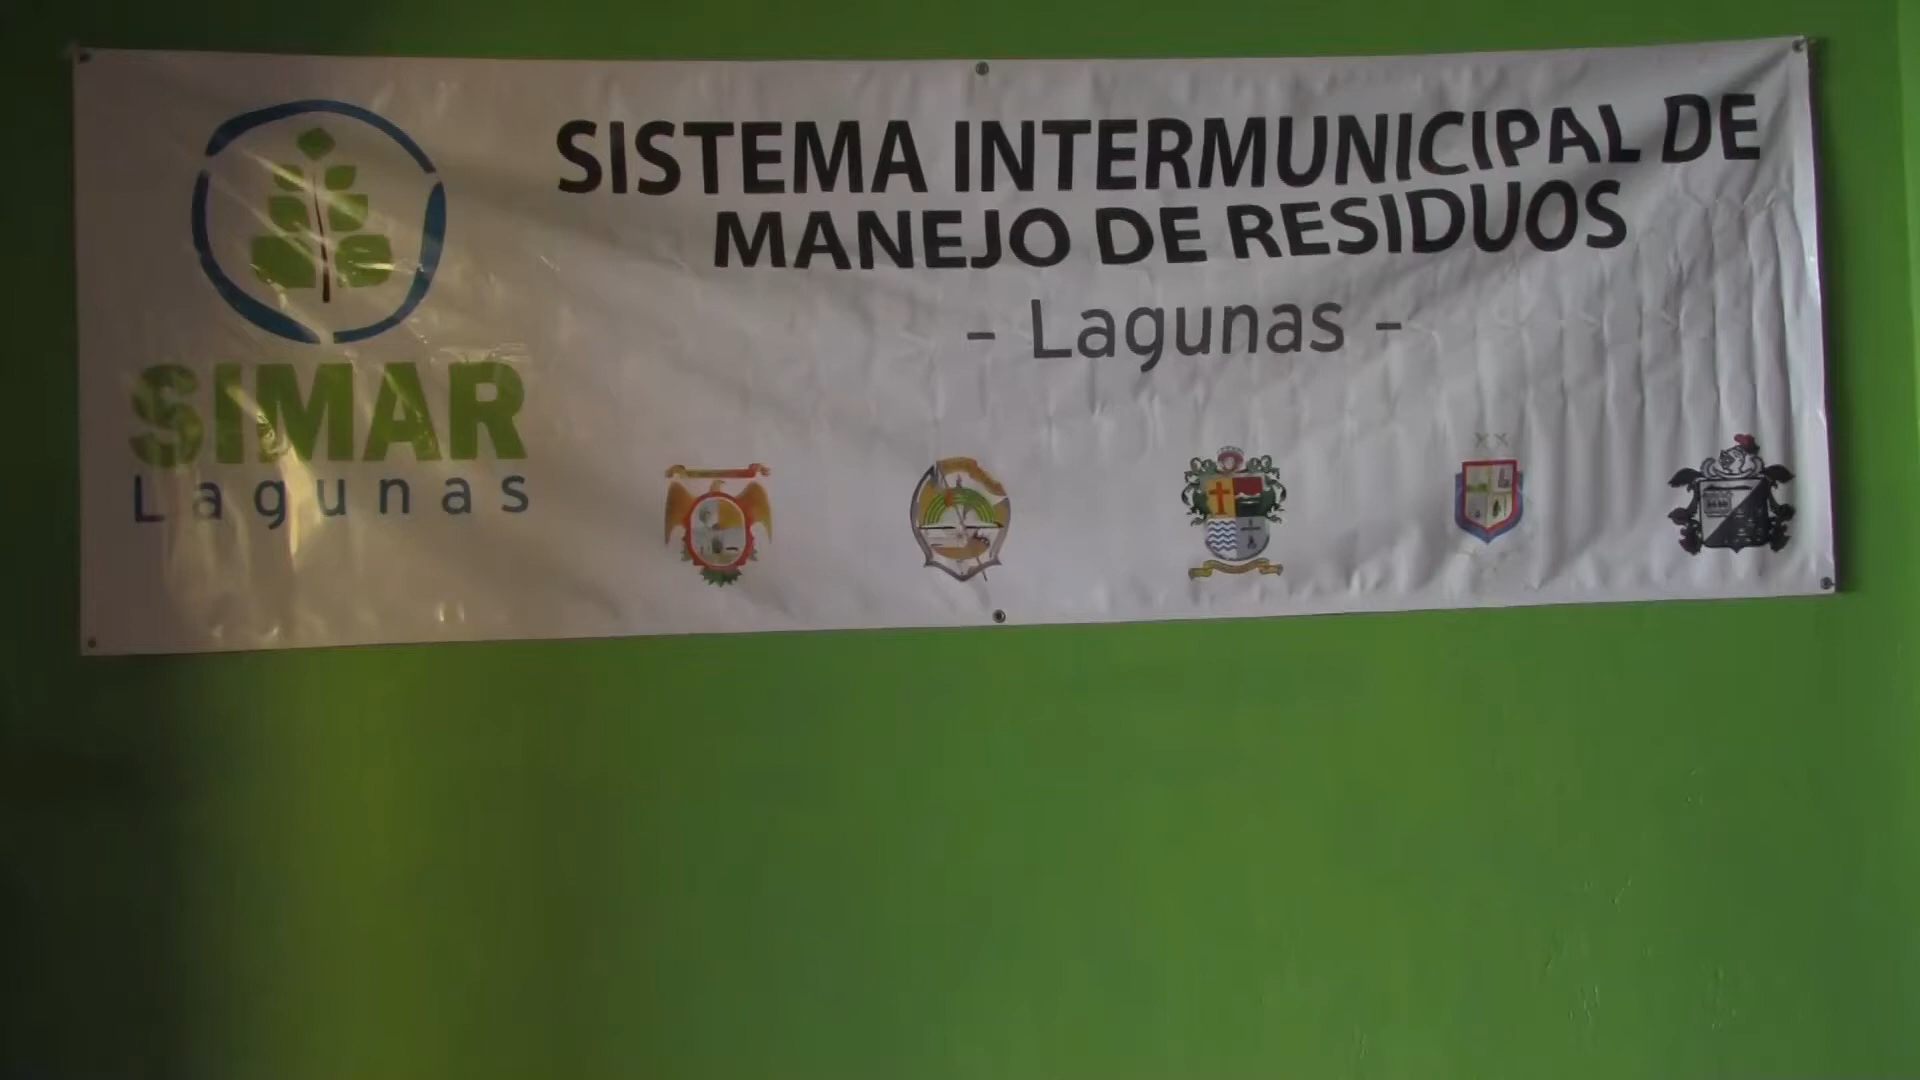 SISTEMA INTERMUNICIPAL DE
MANEJO DE RESIDUOS
- Lagunas -
SIMAR
Lagunas